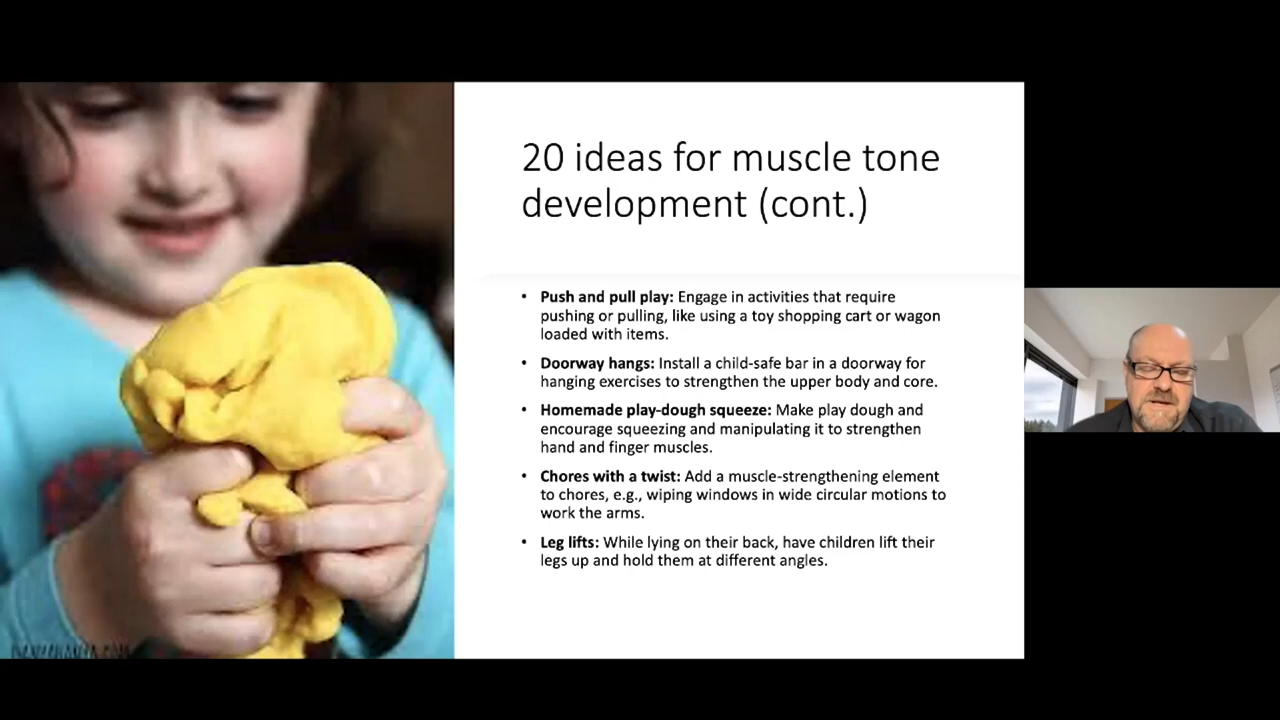 20 ideas for muscle tone
development (cont.)
• Push and pull play: Engage in activities that require
pushing or pulling, like using a toy shopping cart or wagon
loaded with items.
• Doorway hangs: Install a child-safe bar in a doorway for
hanging exercises to strengthen the upper body and core.
• Homemade play-dough squeeze: Make play dough and
encourage squeezing and manipulating it to strengthen
hand and finger muscles.
• Chores with a twist: Add a muscle-strengthening element
to chores, e.g., wiping windows in wide circular motions to
work the arms.
• Leg lifts: While lying on their back, have children lift their
legs up and hold them at different angles.